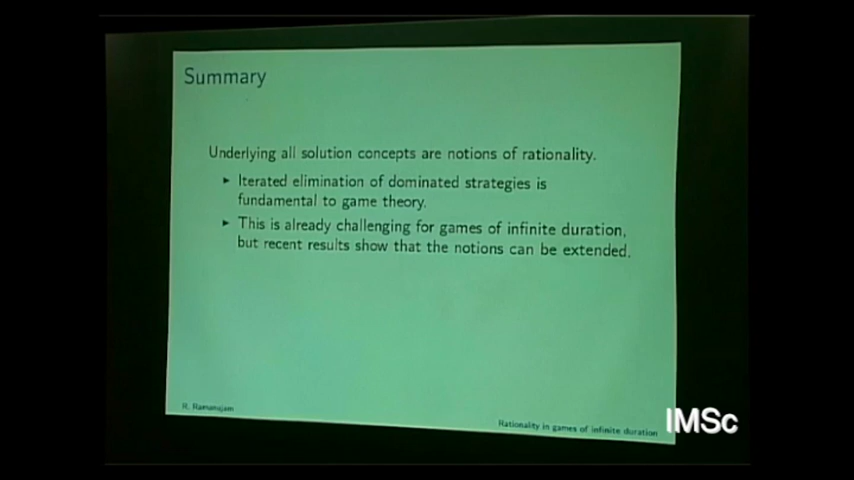 Summary
Underlying all solution concepts are notions of rationality.
► Iterated elimination of dominated strategies is
fundamental to game theory.
► This is already challenging for games of infinite duration,
but recent results show that the notions can be extended.
R. Ramanujam
Rationality in games of infinite duration
IMSc